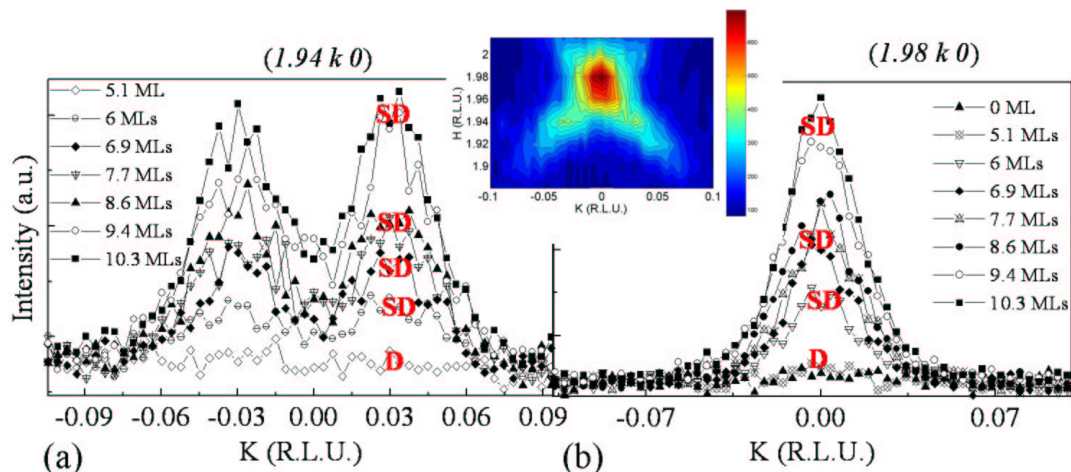 (1.94 k 0)
5.1 ML
6 MLs
6.9 MLs
7.7 MLs
8.6 MLs
9.4 MLs
10.3 MLs
SD
SD
SD
SD
D
Intensity (a.u.)
-0.09 -0.06 -0.03 0.00 0.03 0.06 0.09
(a) K (R.L.U.)
2
1.98
1.96
1.94
1.92
1.9
H (R.L.U.)
-0.1 -0.05 0 0.05 0.1
K (R.L.U.)
400
300
200
100
(1.98 k 0)
0 ML
5.1 MLs
6 MLs
6.9 MLs
7.7 MLs
8.6 MLs
9.4 MLs
10.3 MLs
SD
SD
SD
D
-0.07 0.00 0.07
(b) K (R.L.U.)